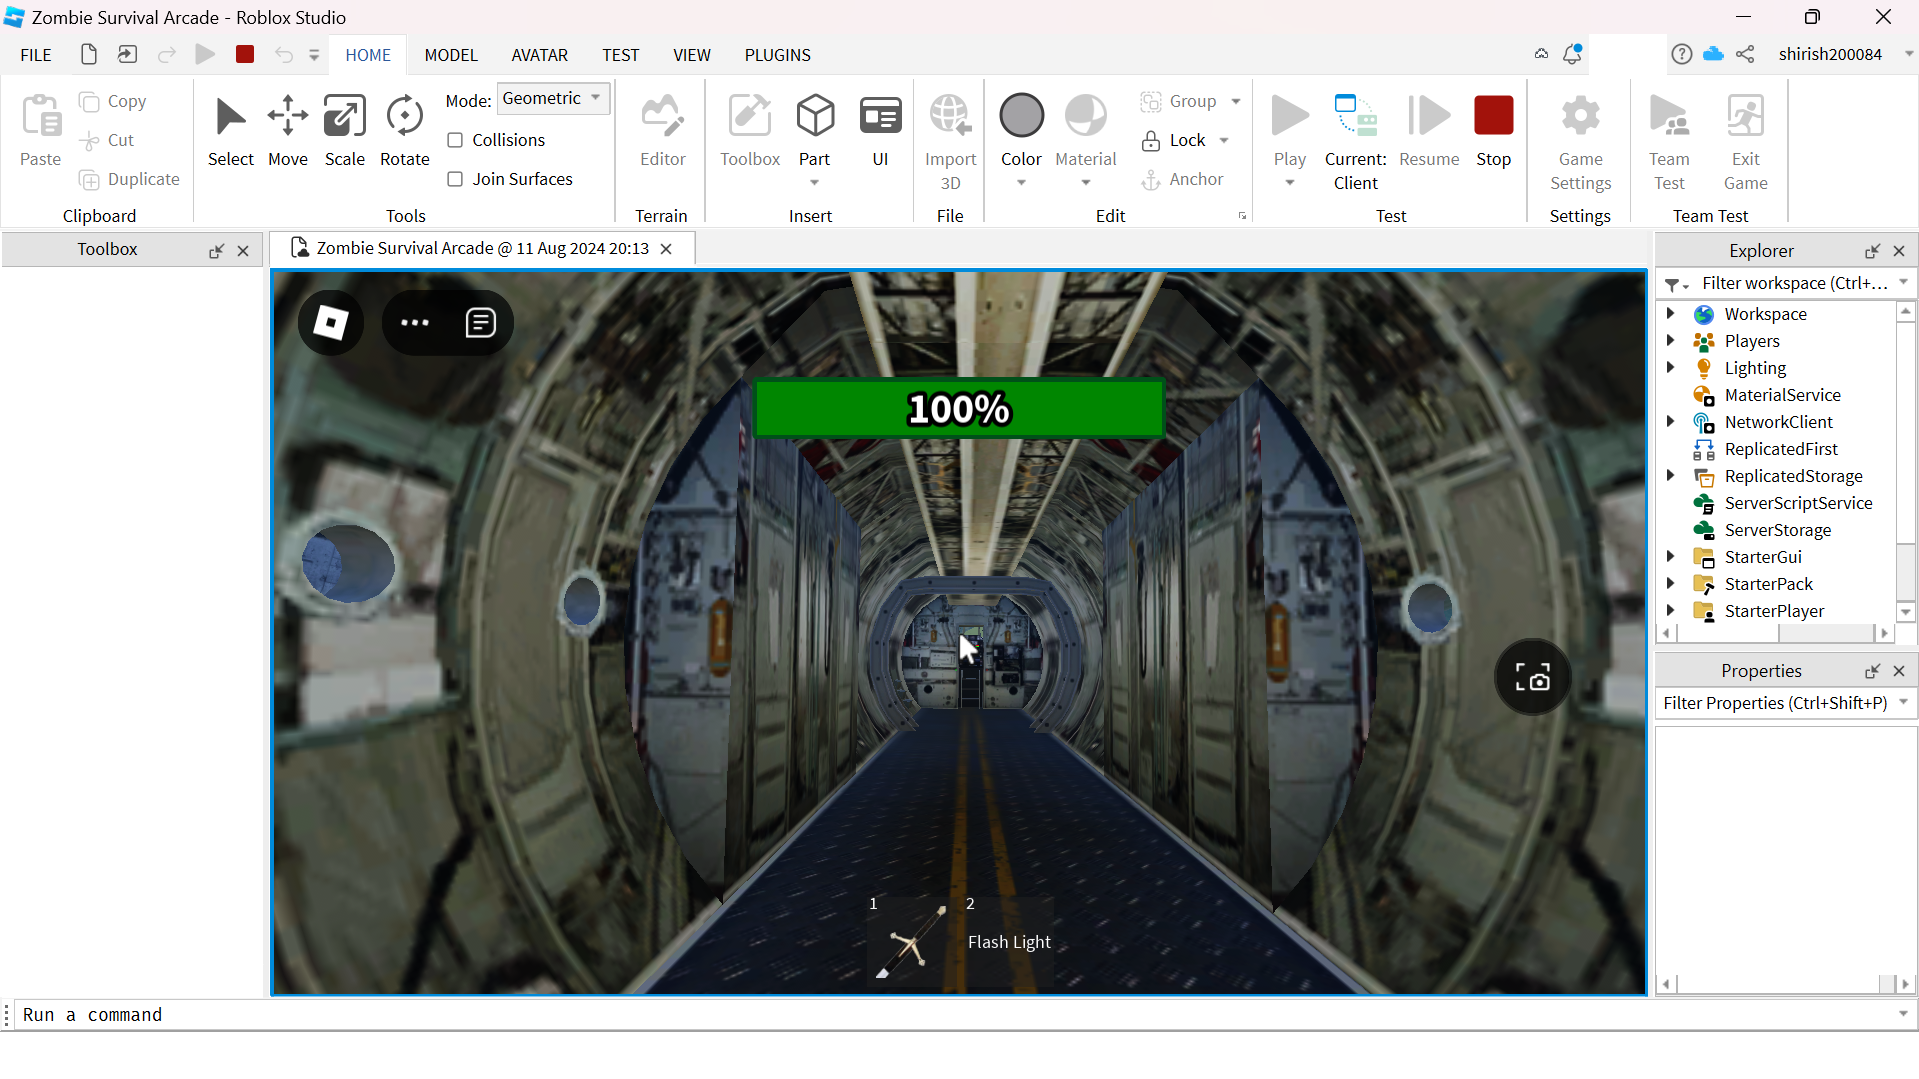 Zombie Survival Arcade - Roblox Studio
FILE
HOME
MODEL
AVATAR
TEST
VIEW
PLUGINS
shirish200084
Paste
Copy
Cut
Duplicate
Clipboard
Select
Move
Scale
Rotate
Mode: Geometric
Collisions
Join Surfaces
Tools
Editor
Terrain
Toolbox
Part
UI
Insert
Import
3D
File
Color
Material
Group
Lock
Anchor
Edit
Play
Current:
Client
Resume
Stop
Test
Game
Settings
Settings
Team
Test
Exit
Game
Team Test
Toolbox
Zombie Survival Arcade @ 11 Aug 2024 20:13
100%
1
2
Flash Light
Explorer
Filter workspace (Ctrl+...
Workspace
Players
Lighting
MaterialService
NetworkClient
ReplicatedFirst
ReplicatedStorage
ServerScriptService
ServerStorage
StarterGui
StarterPack
StarterPlayer
Properties
Filter Properties (Ctrl+Shift+P)
Run a command